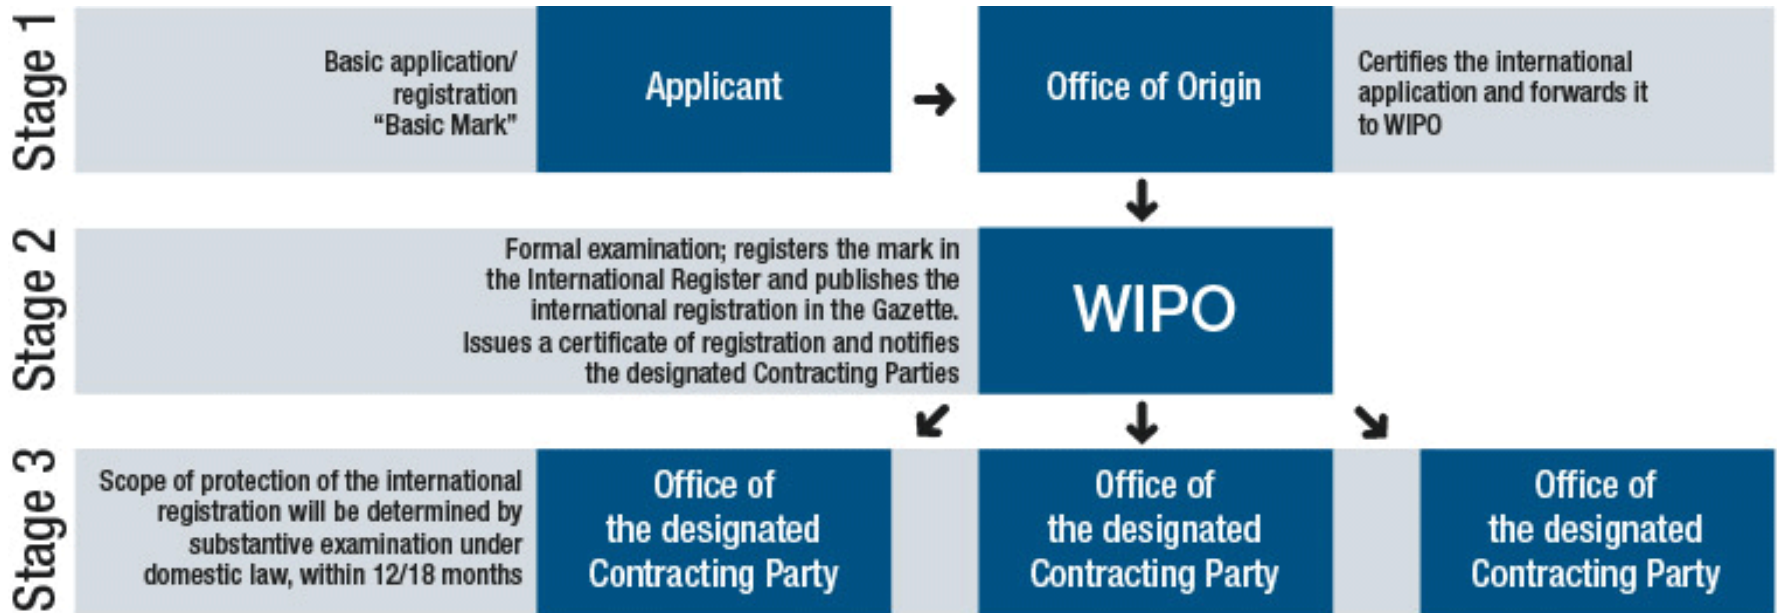 Stage 1
Basic application/
registration
“Basic Mark”
Applicant
Office of Origin
Certifies the international
application and forwards it
to WIPO
Stage 2
Formal examination; registers the mark in
the International Register and publishes the
international registration in the Gazette.
Issues a certificate of registration and notifies
the designated Contracting Parties
WIPO
Stage 3
Scope of protection of the international
registration will be determined by
substantive examination under
domestic law, within 12/18 months
Office of
the designated
Contracting Party
Office of
the designated
Contracting Party
Office of
the designated
Contracting Party